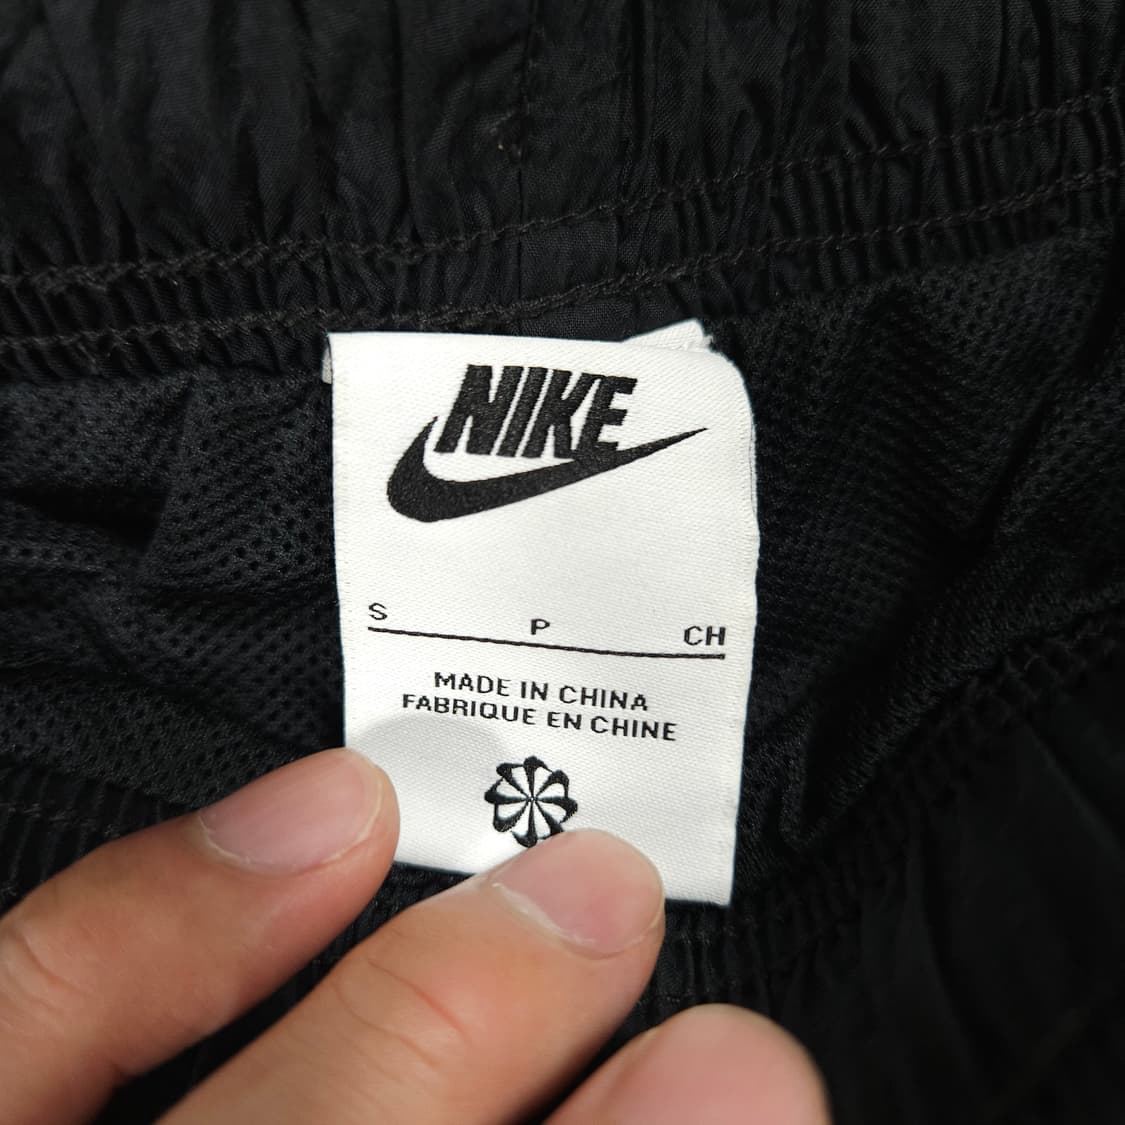 NIKE
S P CH
MADE IN CHINA
FABRIQUE EN CHINE